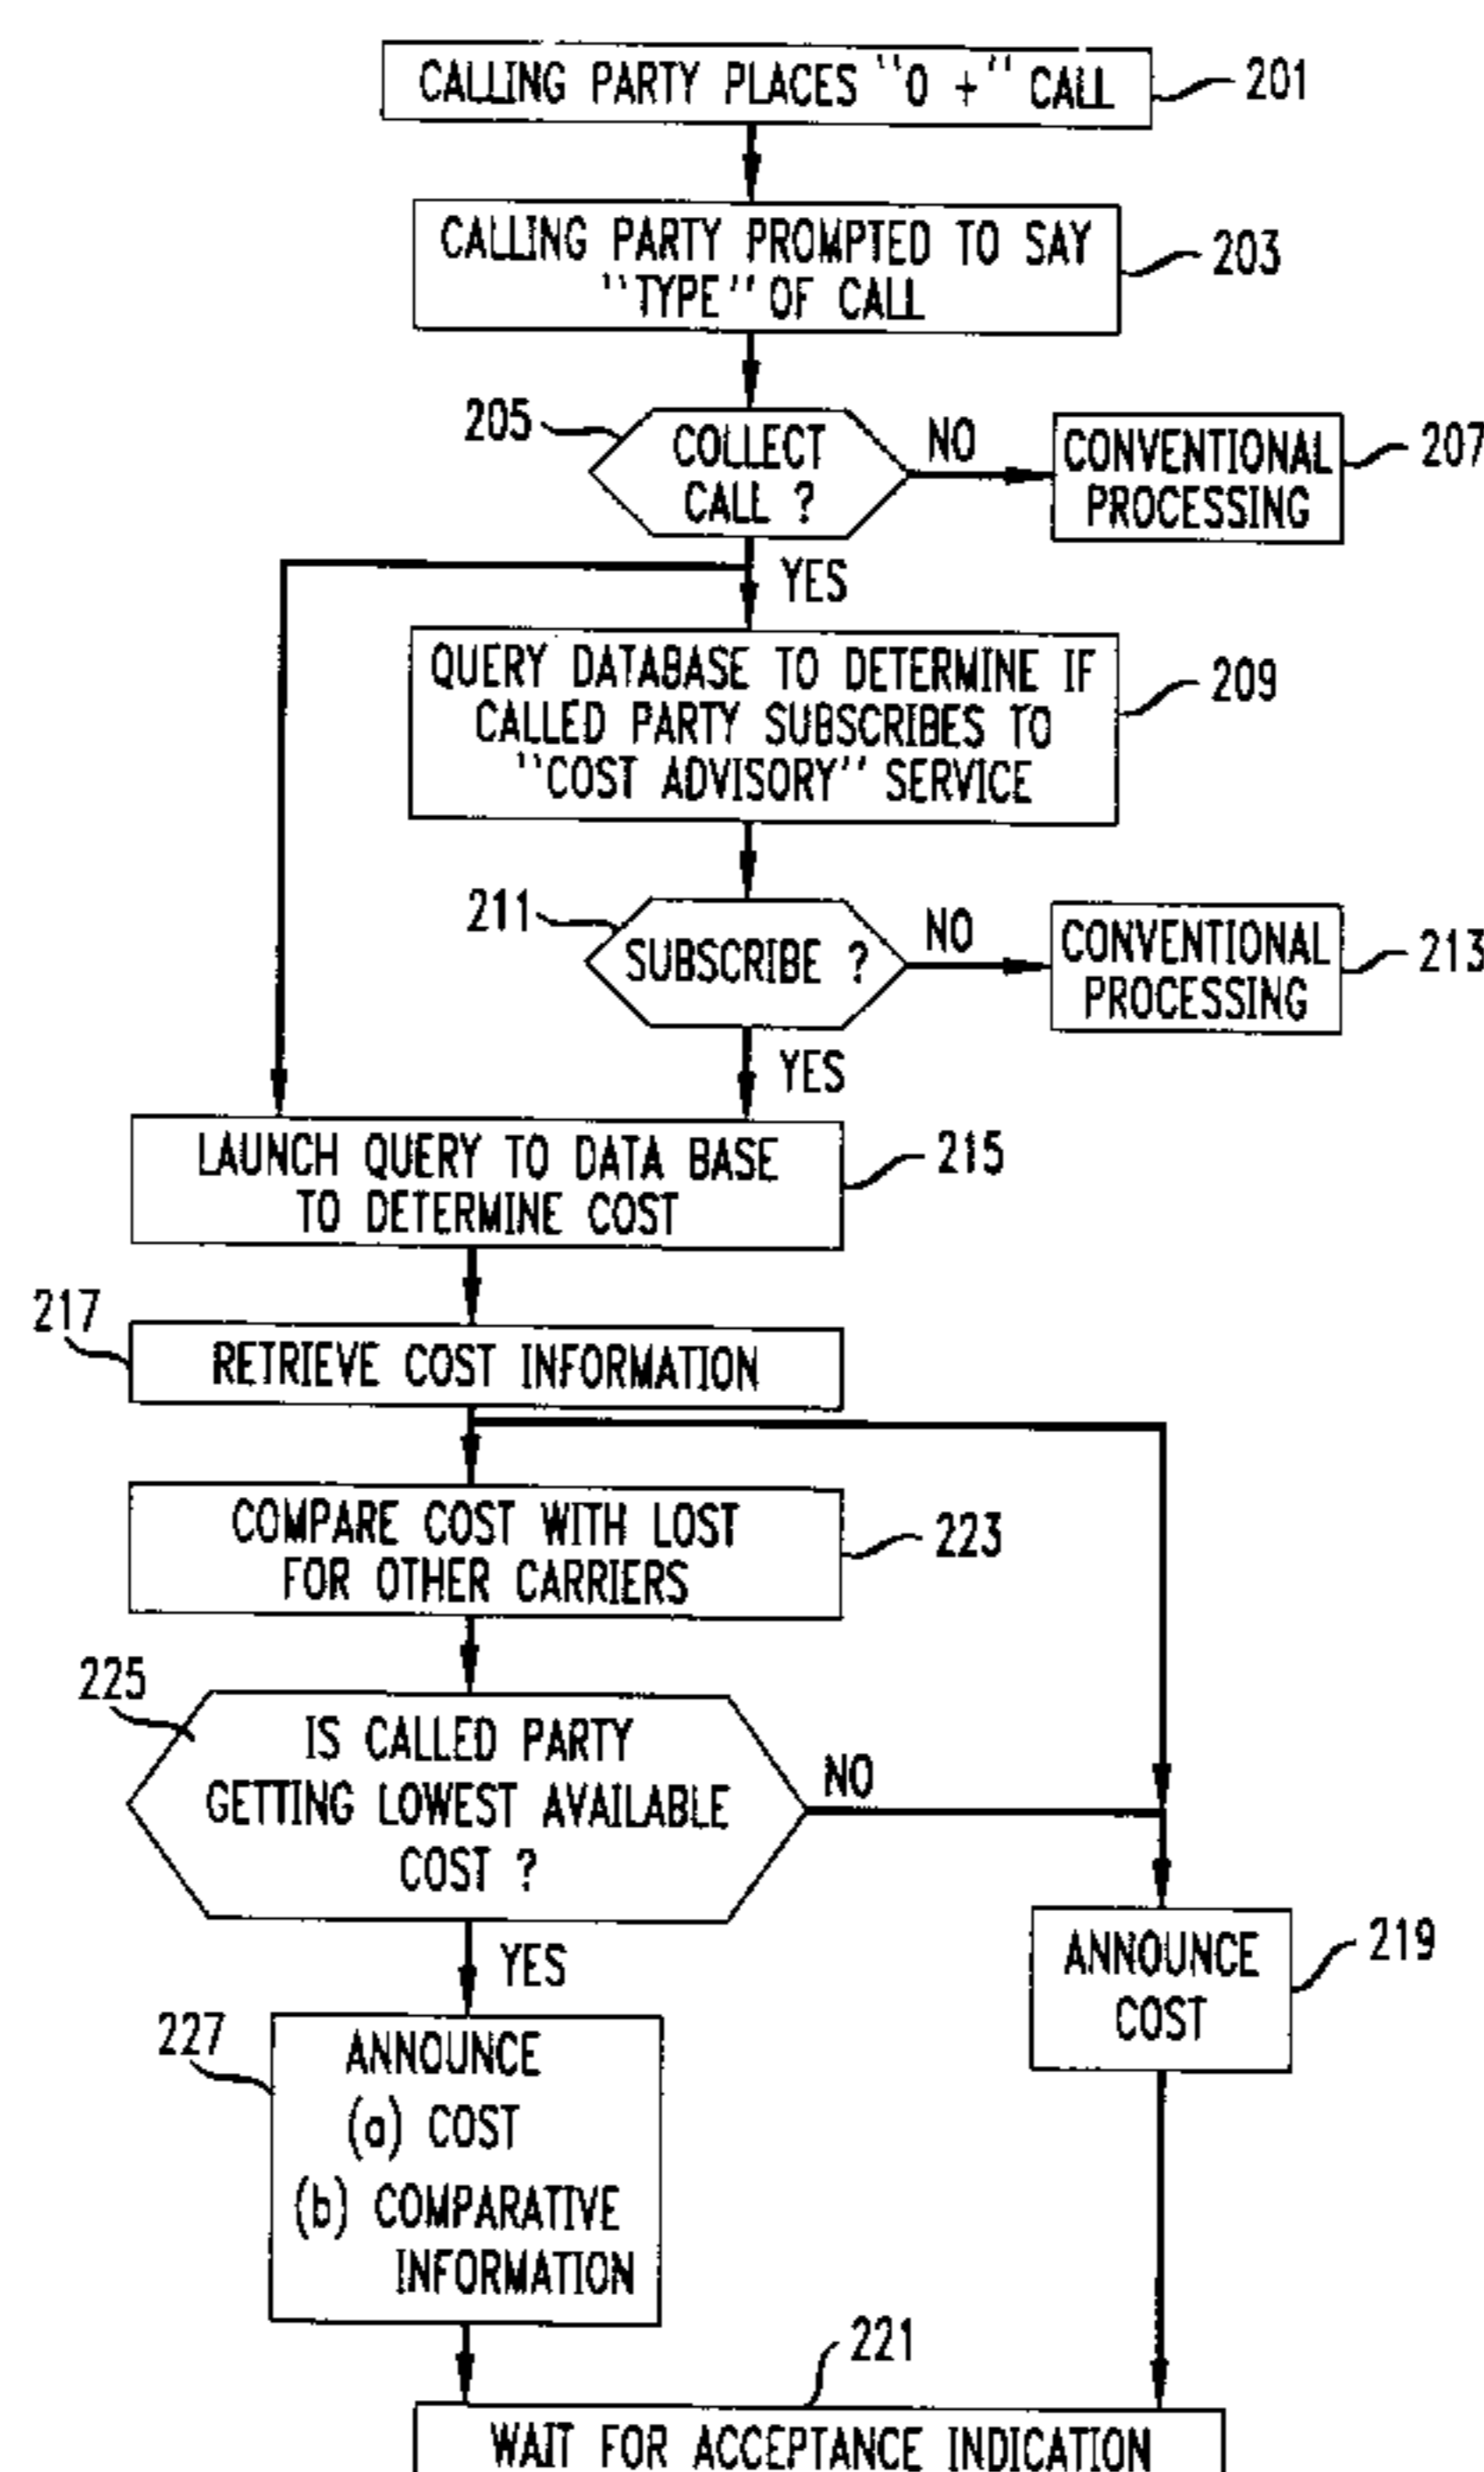 CALLING PARTY PLACES "0 +" CALL
201
CALLING PARTY PROMPTED TO SAY
"TYPE" OF CALL
203
205
COLLECT
CALL ?
NO
CONVENTIONAL
PROCESSING
207
YES
QUERY DATABASE TO DETERMINE IF
CALLED PARTY SUBSCRIBES TO
"COST ADVISORY" SERVICE
209
211
SUBSCRIBE ?
NO
CONVENTIONAL
PROCESSING
213
YES
LAUNCH QUERY TO DATA BASE
TO DETERMINE COST
215
217
RETRIEVE COST INFORMATION
COMPARE COST WITH LOST
FOR OTHER CARRIERS
223
225
IS CALLED PARTY
GETTING LOWEST AVAILABLE
COST ?
NO
YES
ANNOUNCE
COST
219
227
ANNOUNCE
(a) COST
(b) COMPARATIVE
INFORMATION
221
WAIT FOR ACCEPTANCE INDICATION